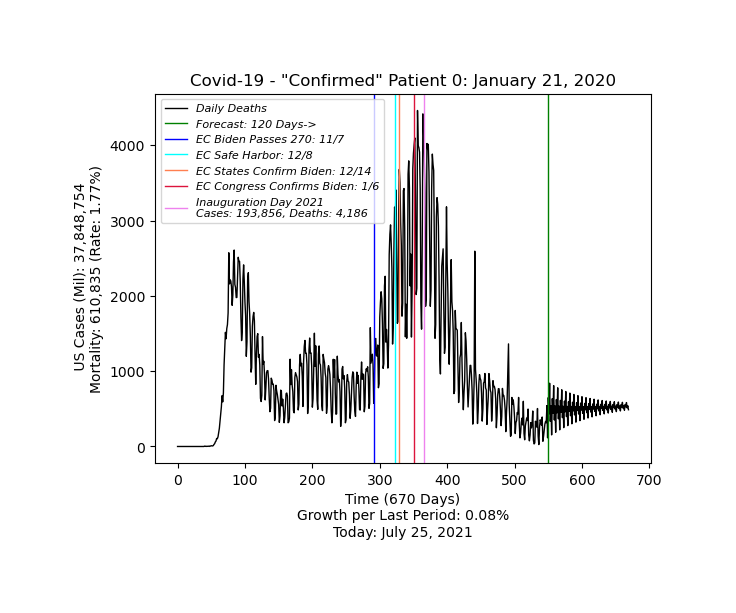 Covid-19 - "Confirmed" Patient 0: January 21, 2020
Daily Deaths
Forecast: 120 Days->
EC Biden Passes 270: 11/7
EC Safe Harbor: 12/8
EC States Confirm Biden: 12/14
EC Congress Confirms Biden: 1/6
Inauguration Day 2021
Cases: 193,856, Deaths: 4,186
US Cases (Mil): 37,848,754
Mortality: 610,835 (Rate: 1.77%)
4000
3000
2000
1000
0
0 100 200 300 400 500 600 700
Time (670 Days)
Growth per Last Period: 0.08%
Today: July 25, 2021